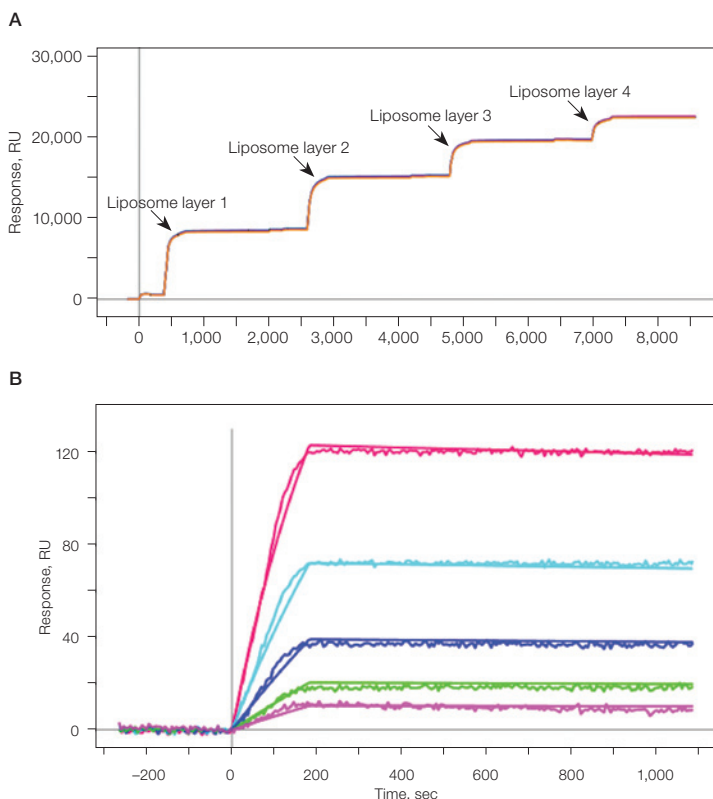 A
30,000
20,000
10,000
0
Response, RU
Liposome layer 1
Liposome layer 2
Liposome layer 3
Liposome layer 4
0 1,000 2,000 3,000 4,000 5,000 6,000 7,000 8,000
B
120
80
40
0
Response, RU
−200 0 200 400 600 800 1,000
Time, sec